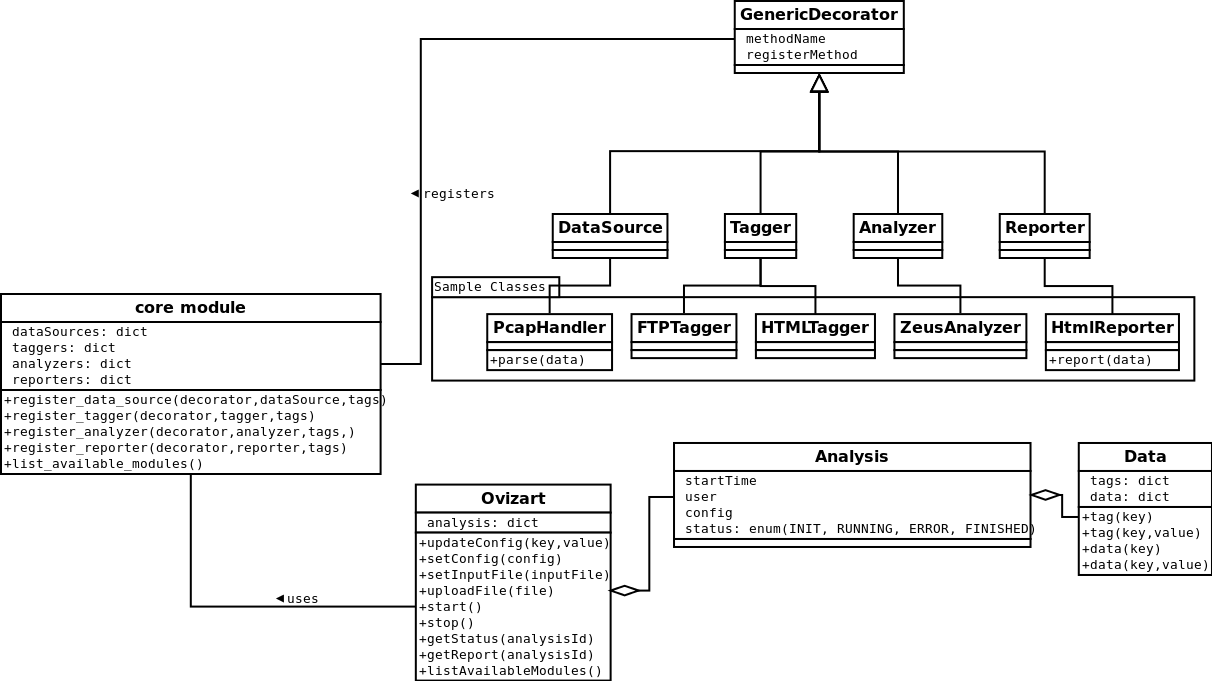 GenericDecorator
methodName
registerMethod
◄registers
DataSource
Tagger
Analyzer
Reporter
Sample Classes
PcapHandler
+parse(data)
FTPTagger
HTMLTagger
ZeusAnalyzer
HtmlReporter
+report(data)
core module
dataSources: dict
taggers: dict
analyzers: dict
reporters: dict
+register_data_source(decorator,dataSource,tags)
+register_tagger(decorator,tagger,tags)
+register_analyzer(decorator,analyzer,tags,)
+register_reporter(decorator,reporter,tags)
+list_available_modules()
◄uses
Ovizart
analysis: dict
+updateConfig(key,value)
+setConfig(config)
+setInputFile(inputFile)
+uploadFile(file)
+start()
+stop()
+getStatus(analysisId)
+getReport(analysisId)
+listAvailableModules()
Analysis
startTime
user
config
status: enum(INIT, RUNNING, ERROR, FINISHED)
Data
tags: dict
data: dict
+tag(key)
+tag(key,value)
+data(key)
+data(key,value)